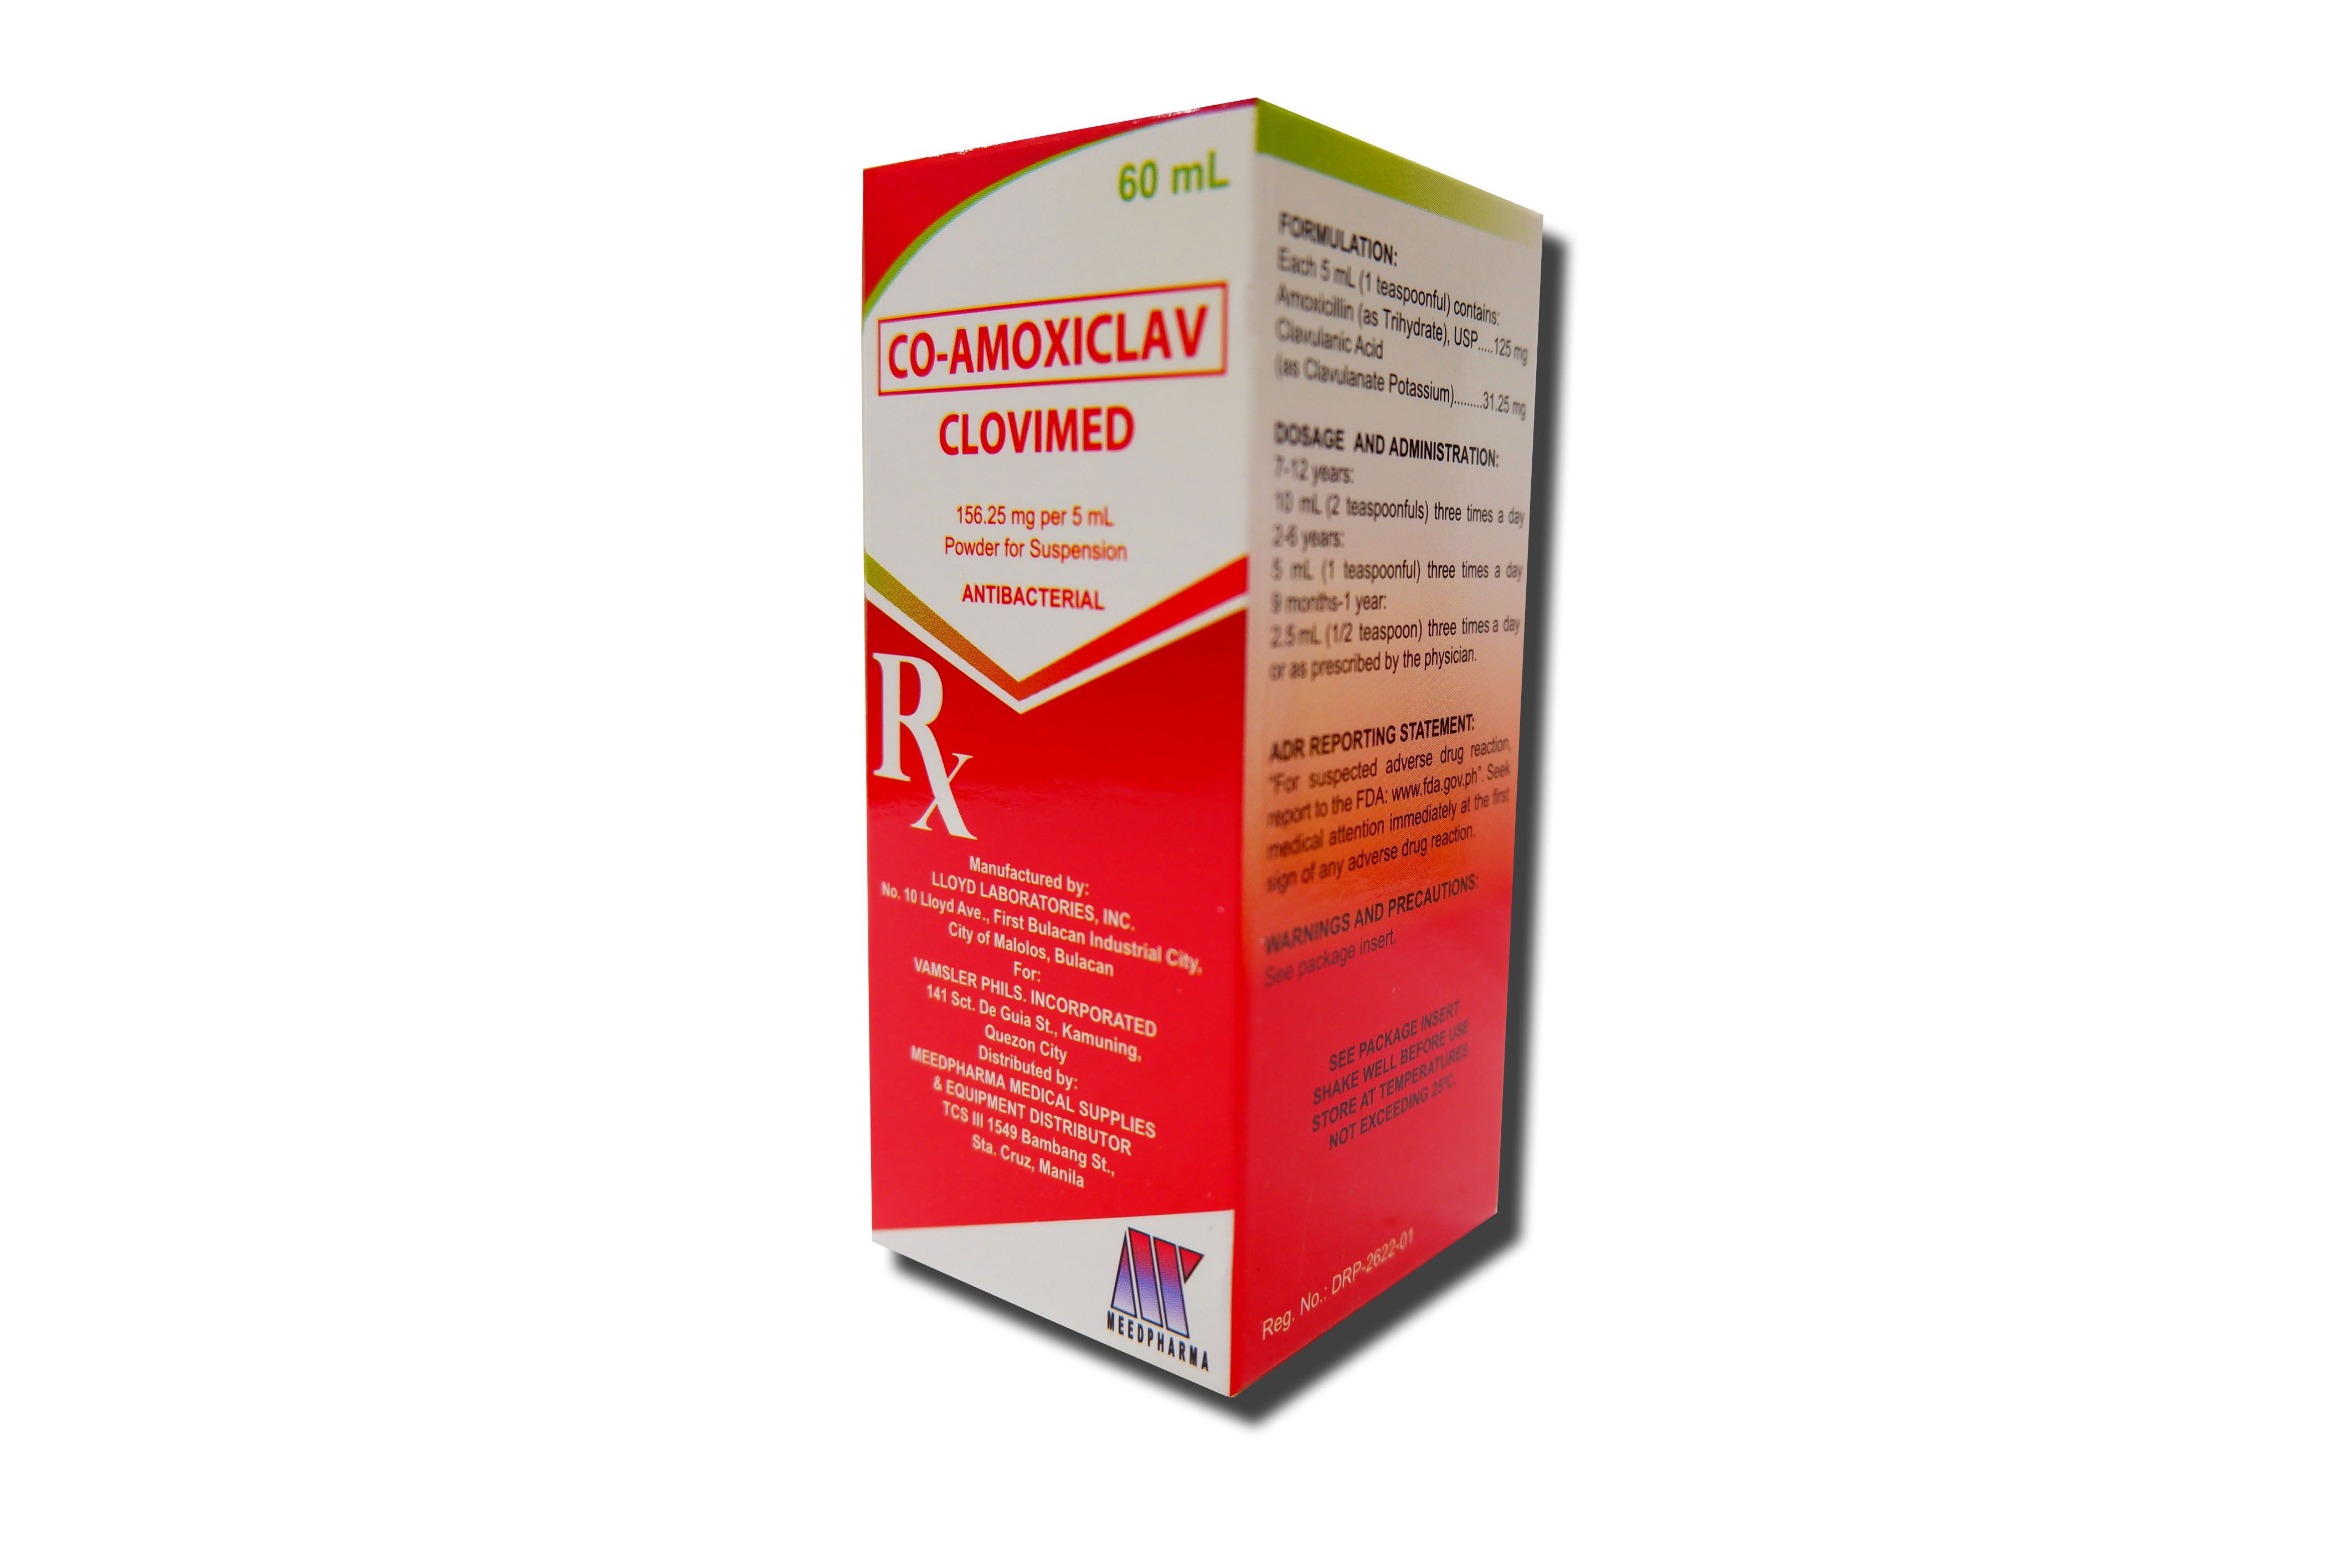 60 mL
CO-AMOXICLAV
CLOVIMED
156.25 mg per 5 mL
Powder for Suspension
ANTIBACTERIAL
Rx
Manufactured by:
LLOYD LABORATORIES, INC.
No. 10 Lloyd Ave., First Bulacan Industrial City,
City of Malolos, Bulacan
For:
VAMSLER PHILS. INCORPORATED
141 Sct. De Guia St., Kamuning,
Quezon City
Distributed by:
MEEDPHARMA MEDICAL SUPPLIES
& EQUIPMENT DISTRIBUTOR
TCS III 1549 Bambang St.,
Sta. Cruz, Manila
MEEDPHARMA
FORMULATION:
Each 5 mL (1 teaspoonful) contains:
Amoxicillin (as Trihydrate), USP.....125 mg
Clavulanic Acid
(as Clavulanate Potassium).........31.25 mg
DOSAGE AND ADMINISTRATION:
7-12 years:
10 mL (2 teaspoonfuls) three times a day
2-6 years:
5 mL (1 teaspoonful) three times a day
9 months-1 year:
2.5 mL (1/2 teaspoon) three times a day
or as prescribed by the physician.
ADR REPORTING STATEMENT:
"For suspected adverse drug reaction,
report to the FDA: www.fda.gov.ph". Seek
medical attention immediately at the first
sign of any adverse drug reaction.
WARNINGS AND PRECAUTIONS:
See package insert.
SEE PACKAGE INSERT
SHAKE WELL BEFORE USE
STORE AT TEMPERATURES
NOT EXCEEDING 25°C.
Reg. No.: DRP-2622-01